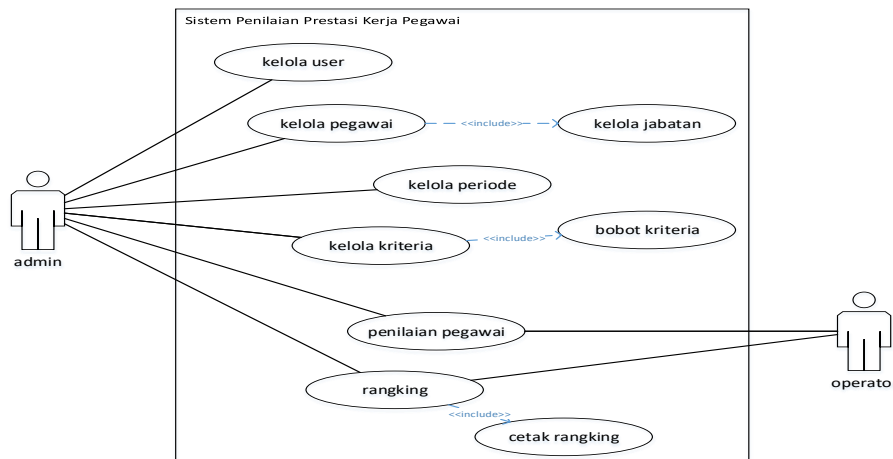 Sistem Penilaian Prestasi Kerja Pegawai
kelola user
kelola pegawai
<<include>>
kelola jabatan
kelola periode
kelola kriteria
<<include>>
bobot kriteria
admin
penilaian pegawai
operato
rangking
<<include>>
cetak rangking